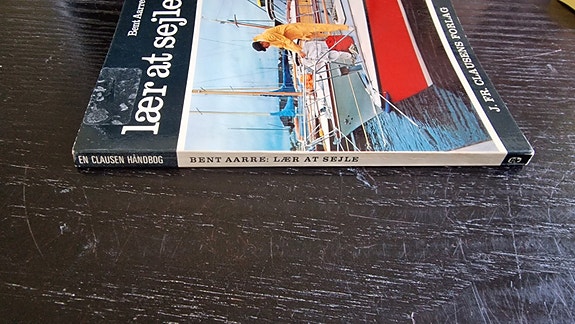 Bent Aarre
lær at sejle
J. FR. CLAUSENS FORLAG
EN CLAUSEN HÅNDBOG
BENT AARRE: LÆR AT SEJLE